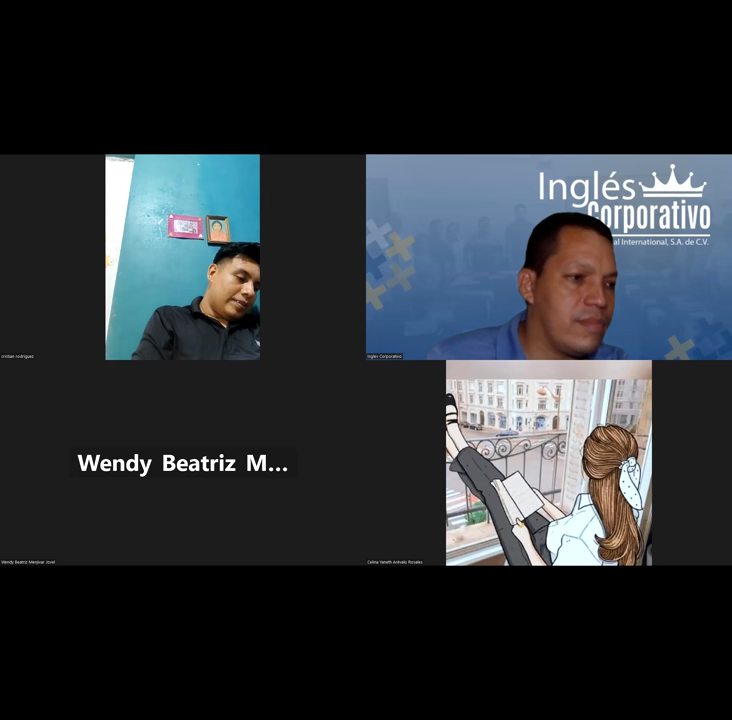 Inglés
Corporativo
al International, S.A. de C.V.
cristian rodriguez
Ingles Corporativo
Wendy Beatriz M...
Wendy Beatriz Menjivar Jovel
Celina Yaneth Arévalo Rosales